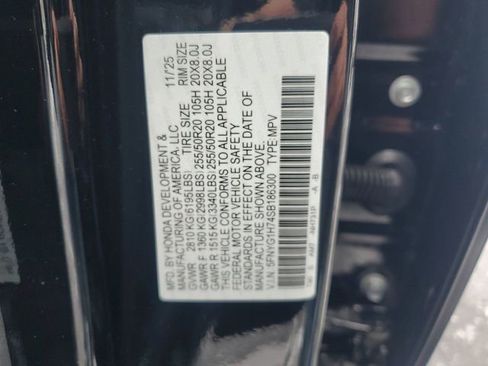 MFD. BY HONDA DEVELOPMENT &
MANUFACTURING OF AMERICA, LLC 11/25
TIRE SIZE RIM SIZE
GVWR 2810 KG(6195LBS)
GAWR F 1360 KG(2998LBS) 255/50R20 105H 20X8.0J
GAWR R 1515 KG(3340LBS) 255/50R20 105H 20X8.0J
THIS VEHICLE CONFORMS TO ALL APPLICABLE
FEDERAL MOTOR VEHICLE SAFETY
STANDARDS IN EFFECT ON THE DATE OF
MANUFACTURE SHOWN ABOVE.
V.I.N. 5FNYG1H74SB186300 TYPE:MPV
NH731P -A -B